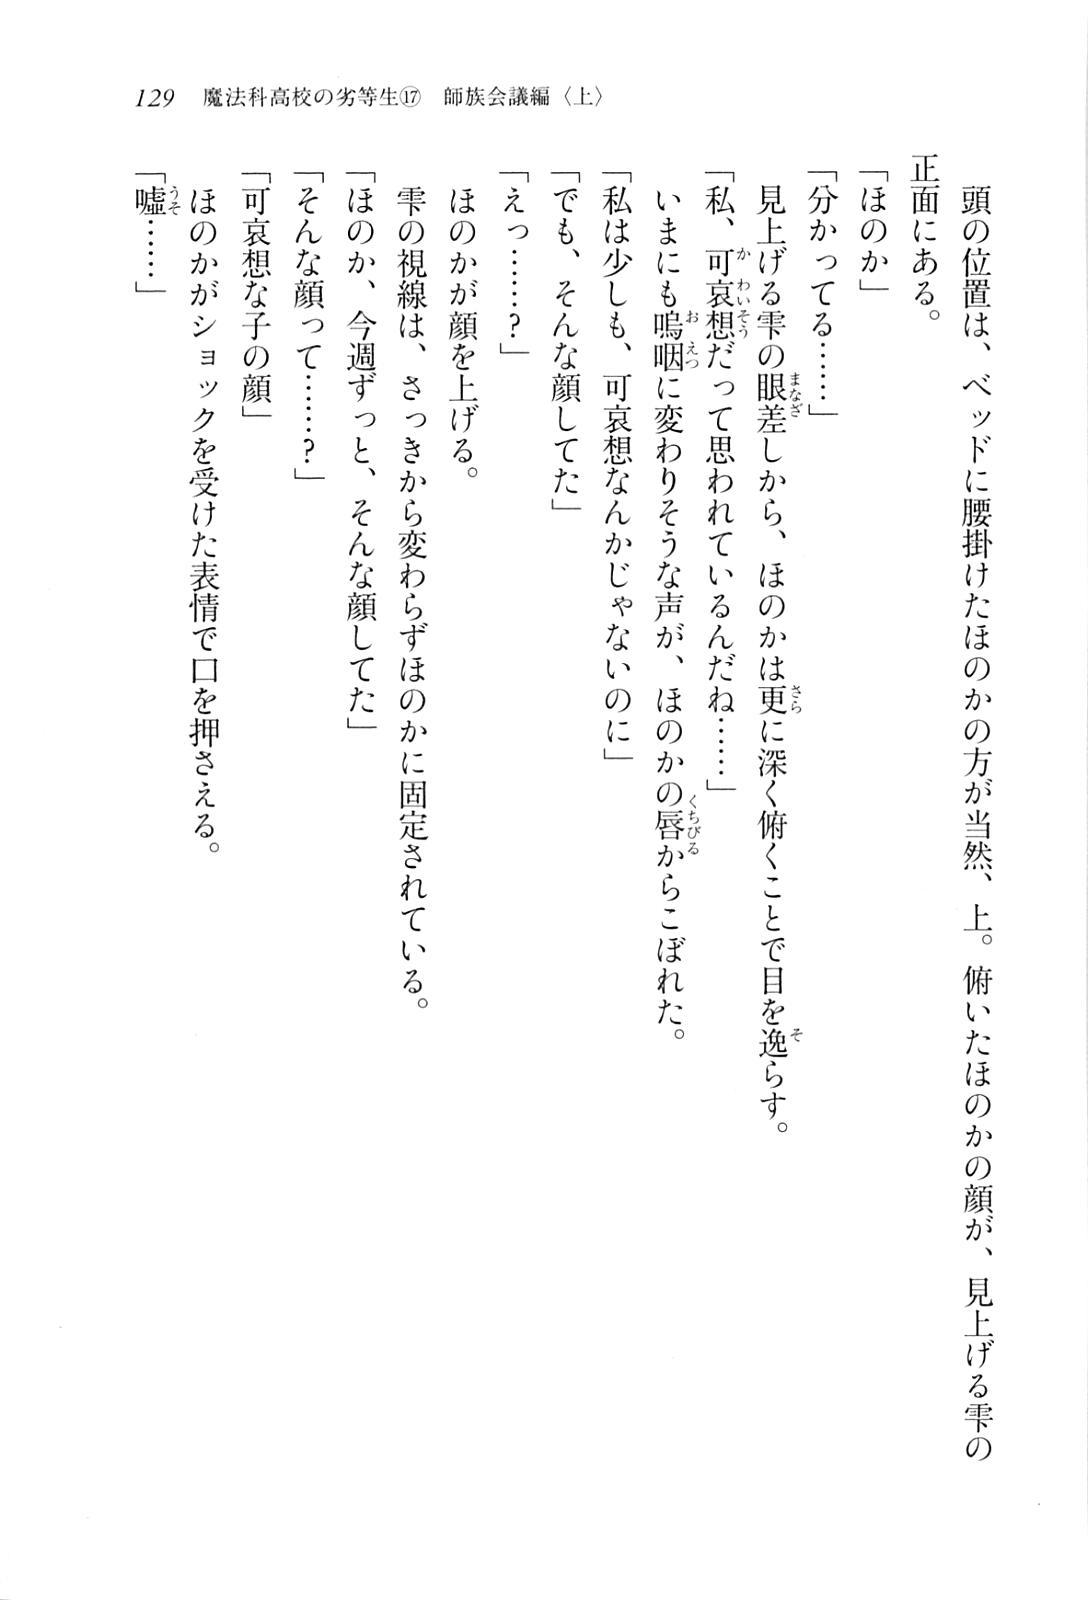 129 魔法科高校の劣等生⑰ 師族会議編〈上〉
頭の位置は、ベッドに腰掛けたほのかの方が当然、上。俯いたほのかの顔が、見上げる雫の
正面にある。
「ほのか」
「分かってる……」
見上げる雫の眼差しから、ほのかは更に深く俯くことで目を逸らす。
「私、可哀想だって思われているんだね……」
いまにも嗚咽に変わりそうな声が、ほのかの唇からこぼれた。
「私は少しも、可哀想なんかじゃないのに」
「でも、そんな顔してた」
「えっ……?」
ほのかが顔を上げる。
雫の視線は、さっきから変わらずほのかに固定されている。
「ほのか、今週ずっと、そんな顔してた」
「そんな顔って……?」
「可哀想な子の顔」
ほのかがショックを受けた表情で口を押さえる。
「嘘……」